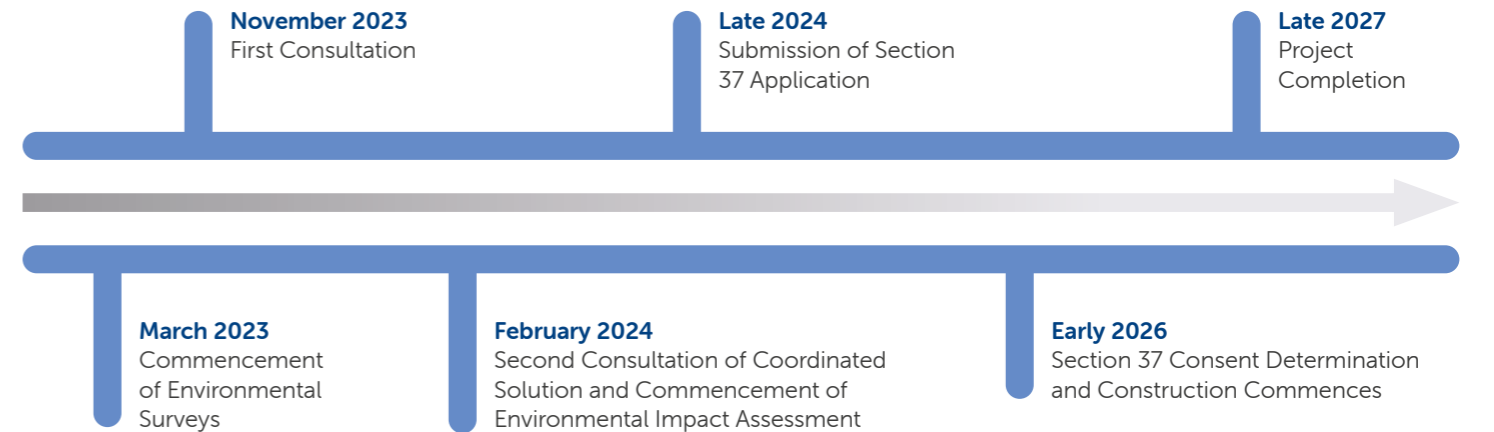 November 2023
First Consultation
Late 2024
Submission of Section
37 Application
Late 2027
Project
Completion
March 2023
Commencement
of Environmental
Surveys
February 2024
Second Consultation of Coordinated
Solution and Commencement of
Environmental Impact Assessment
Early 2026
Section 37 Consent Determination
and Construction Commences